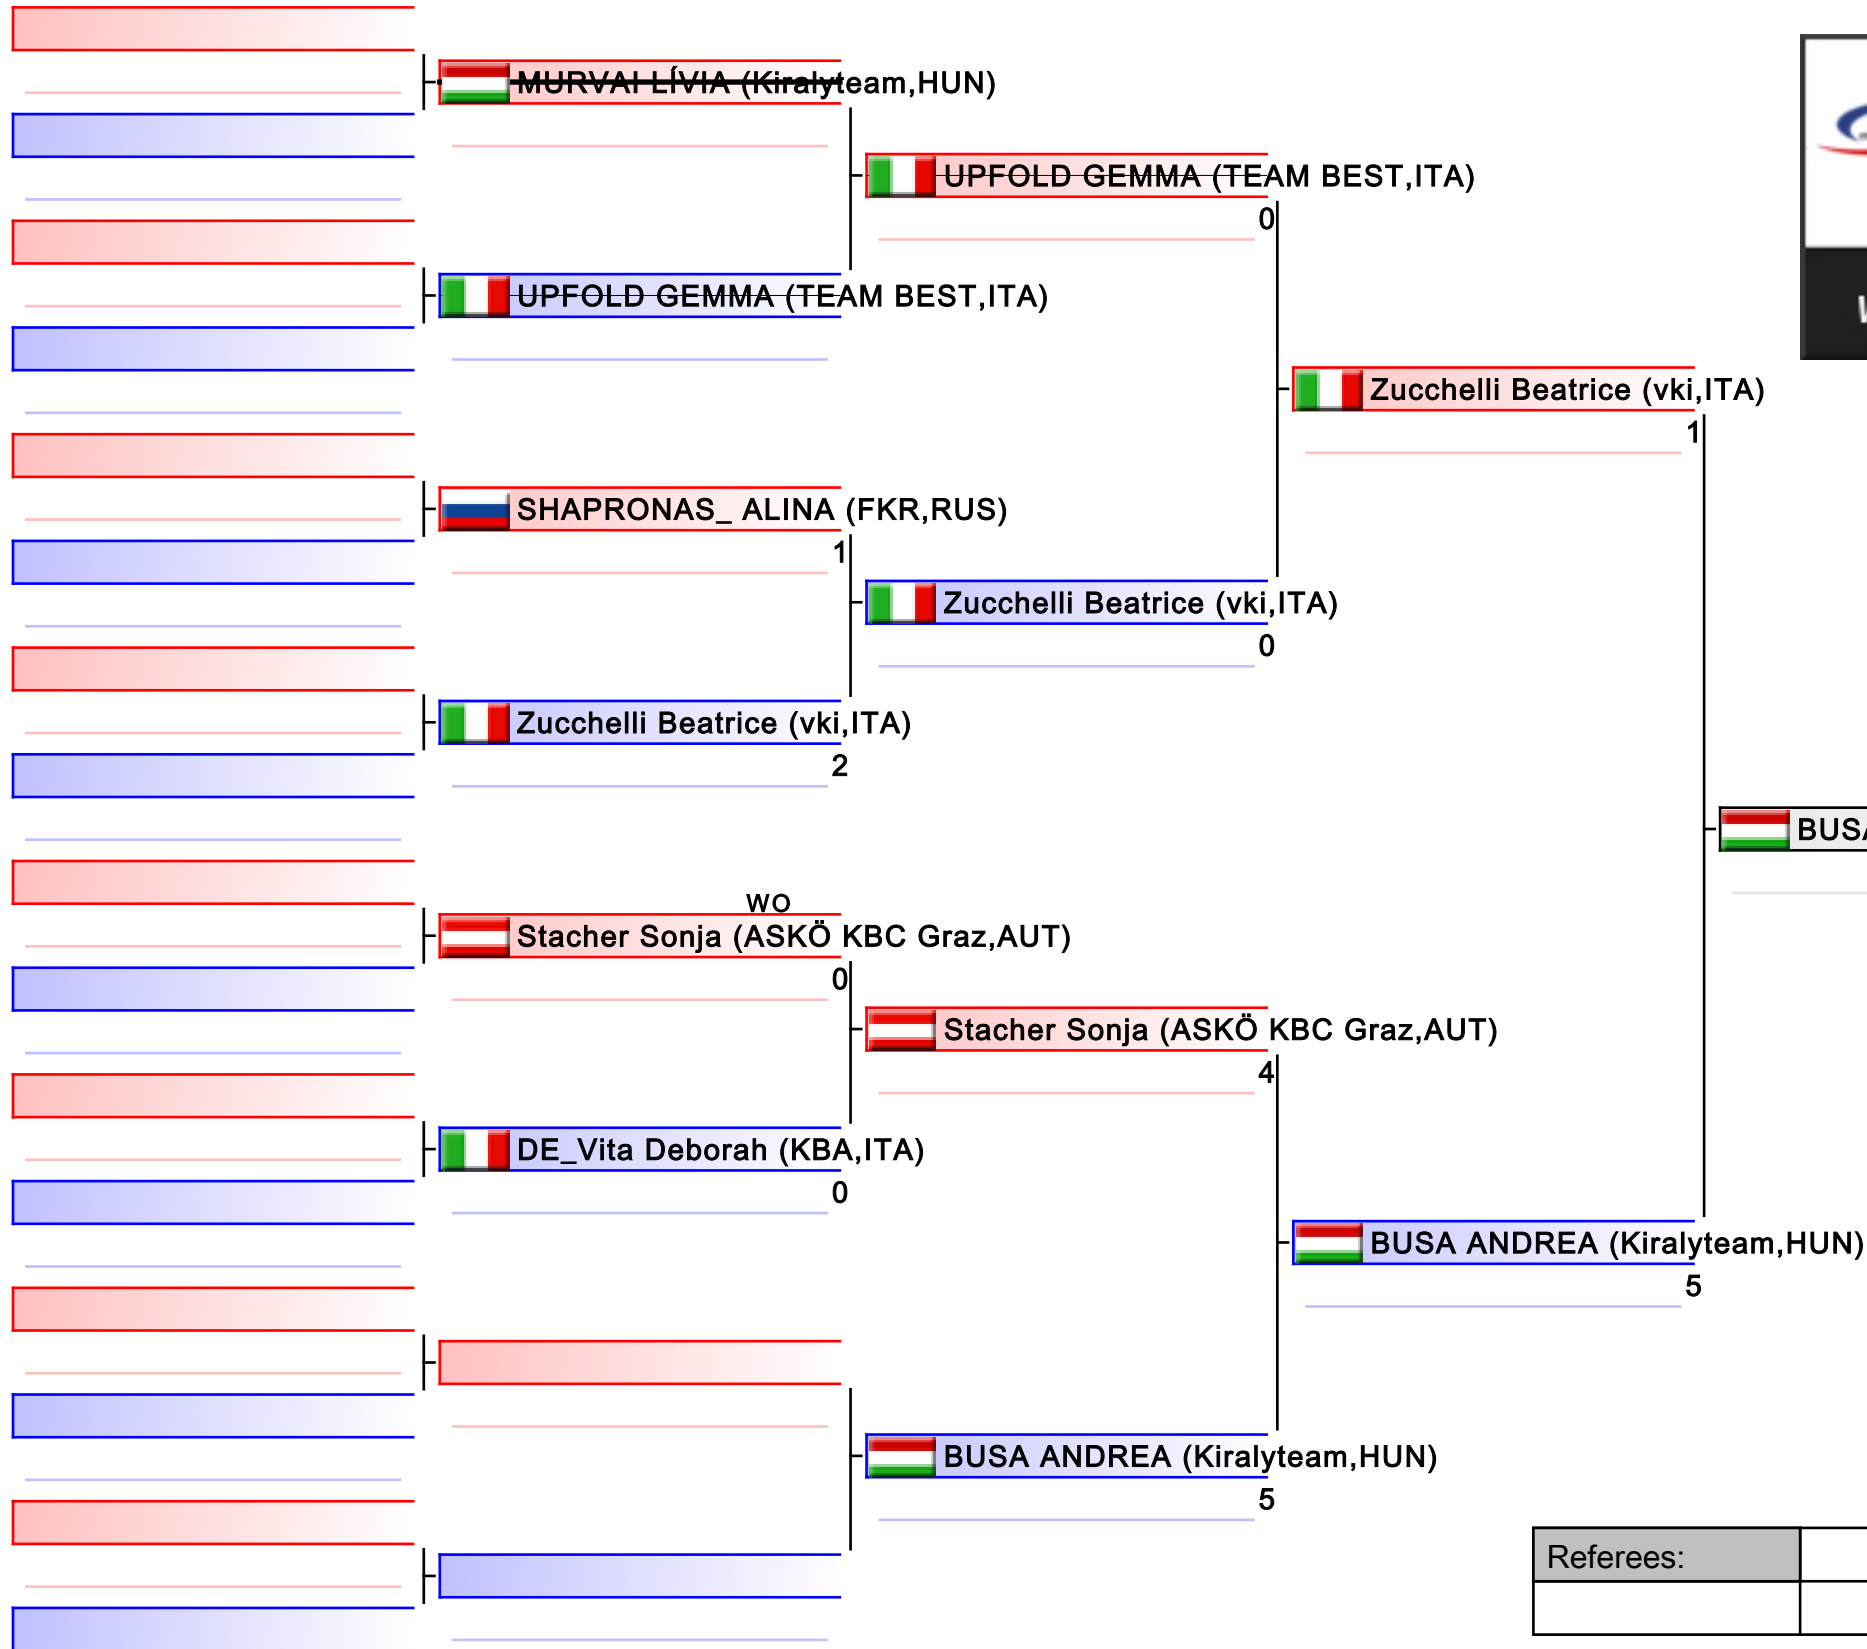 MURVAI LÍVIA (Kiralyteam,HUN)
UPFOLD GEMMA (TEAM BEST,ITA)
0
UPFOLD GEMMA (TEAM BEST,ITA)
Zucchelli Beatrice (vki,ITA)
1
SHAPRONAS_ ALINA (FKR,RUS)
1
Zucchelli Beatrice (vki,ITA)
0
Zucchelli Beatrice (vki,ITA)
2
BUSA
WO
Stacher Sonja (ASKÖ KBC Graz,AUT)
0
Stacher Sonja (ASKÖ KBC Graz,AUT)
4
DE_Vita Deborah (KBA,ITA)
0
BUSA ANDREA (Kiralyteam,HUN)
5
BUSA ANDREA (Kiralyteam,HUN)
5
Referees: